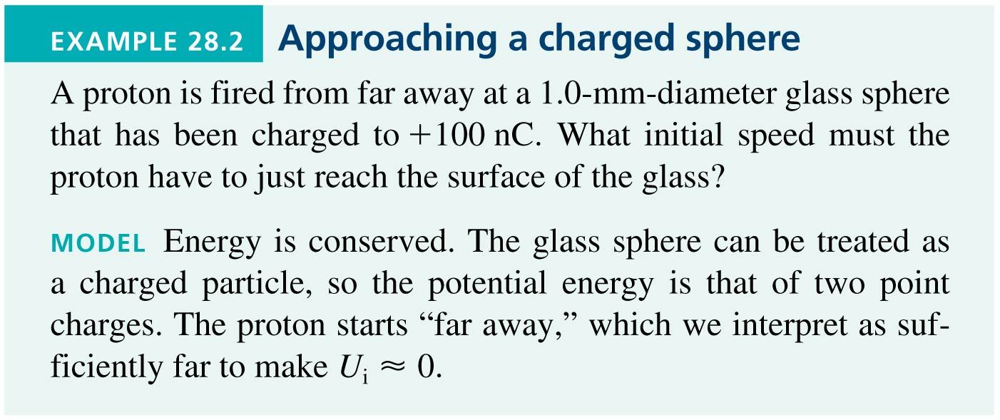 EXAMPLE 28.2 Approaching a charged sphere
A proton is fired from far away at a 1.0-mm-diameter glass sphere
that has been charged to +100 nC. What initial speed must the
proton have to just reach the surface of the glass?
MODEL Energy is conserved. The glass sphere can be treated as
a charged particle, so the potential energy is that of two point
charges. The proton starts “far away,” which we interpret as suf-
ficiently far to make Uᵢ ≈ 0.